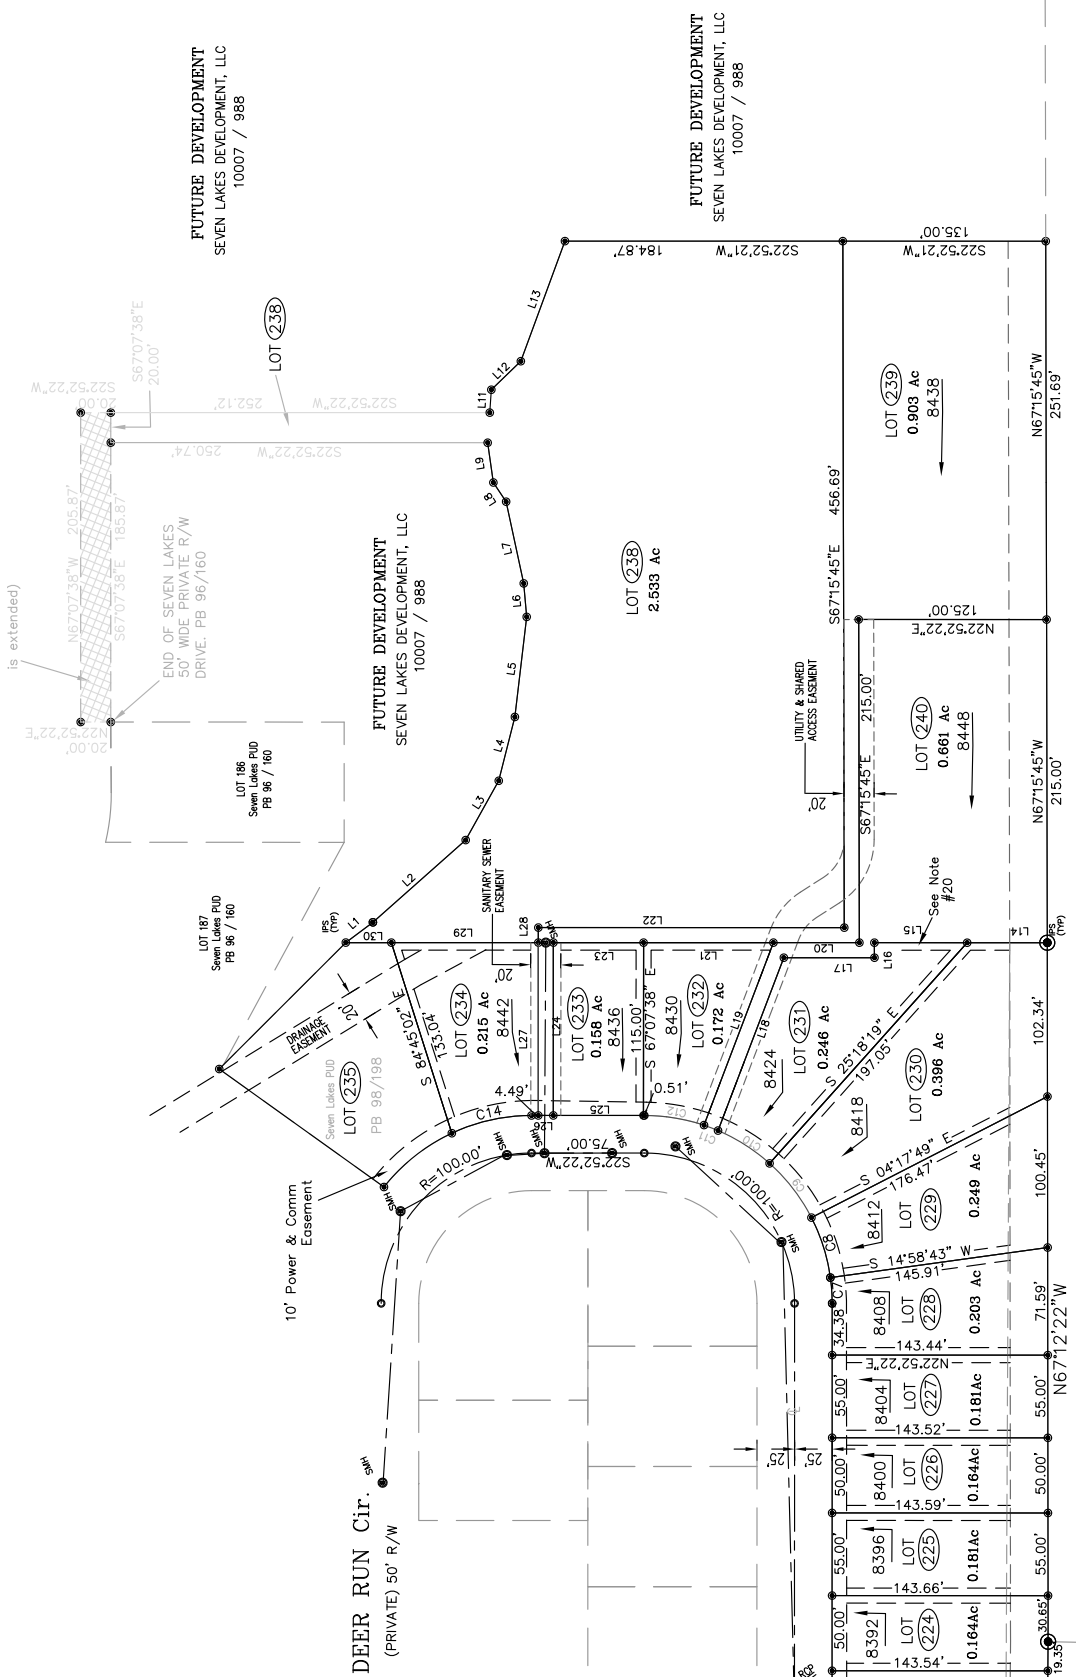 FUTURE DEVELOPMENT
SEVEN LAKES DEVELOPMENT, LLC
10007 / 988
FUTURE DEVELOPMENT
SEVEN LAKES DEVELOPMENT, LLC
10007 / 988
is extended)
N22°52'22"E
20.00'
N67°07'38"W 205.87'
S67°07'38"E 185.87'
S22°52'22"W
20.00'
S67°07'38"E
20.00'
END OF SEVEN LAKES
50' WIDE PRIVATE R/W
DRIVE. PB 96/160
S22°52'22"W 250.74'
S22°52'22"W 252.12'
LOT 238
LOT 186
Seven Lakes PUD
PB 96 / 160
LOT 187
Seven Lakes PUD
PB 96 / 160
FUTURE DEVELOPMENT
SEVEN LAKES DEVELOPMENT, LLC
10007 / 988
IPS
(TYP)
L1
L2
L3
L4
L5
L6
L7
L8
L9
L11
L12
L13
S22°52'21"W
184.87'
S22°52'21"W
135.00'
L30
L29
L28
SMH
L23
L22
L21
L20
SANITARY SEWER
EASEMENT
20'
LOT 238
2.533 Ac
UTILITY & SHARED
ACCESS EASEMENT
20'
S67°15'45"E
456.69'
S67°15'45"E
215.00'
LOT 239
0.903 Ac
8438
N67°15'45"W
251.69'
N22°52'22"E
125.00'
LOT 240
0.661 Ac
8448
N67°15'45"W
215.00'
See Note
#20
L15
L14
IPS
(TYP)
L16
L17
L18
L19
DRAINAGE
EASEMENT
20'
Seven Lakes PUD
LOT 235
PB 98/198
S 84°45'02" E
133.04'
LOT 234
0.215 Ac
8442
L27
L24
LOT 233
0.158 Ac
8436
115.00'
S 67°07'38" E
8430
LOT 232
0.172 Ac
LOT 231
0.246 Ac
8424
S 25°18'19" E
197.05'
LOT 230
0.396 Ac
8418
102.34'
S 04°17'49" E
176.47'
LOT 229
0.249 Ac
8412
100.45'
S 14°58'43" W
145.91'
4.49'
L26
L25
0.51'
C14
C12
C11
C10
C9
C8
C7
R=100.00'
R=100.00'
S22°52'22"W
75.00'
SMH
SMH
SMH
SMH
SMH
SMH
10' Power & Comm
Easement
34.38'
8408
LOT 228
0.203 Ac
71.59'
143.44'
N22°52'22"E
N67°12'22"W
55.00'
8404
LOT 227
0.181Ac
55.00'
143.52'
50.00'
8400
LOT 226
0.164Ac
50.00'
143.59'
55.00'
8396
LOT 225
0.181Ac
55.00'
143.66'
50.00'
8392
LOT 224
0.164Ac
30.65'
143.54'
19.35'
25'
25'
DEER RUN Cir.
(PRIVATE) 50' R/W
RCP